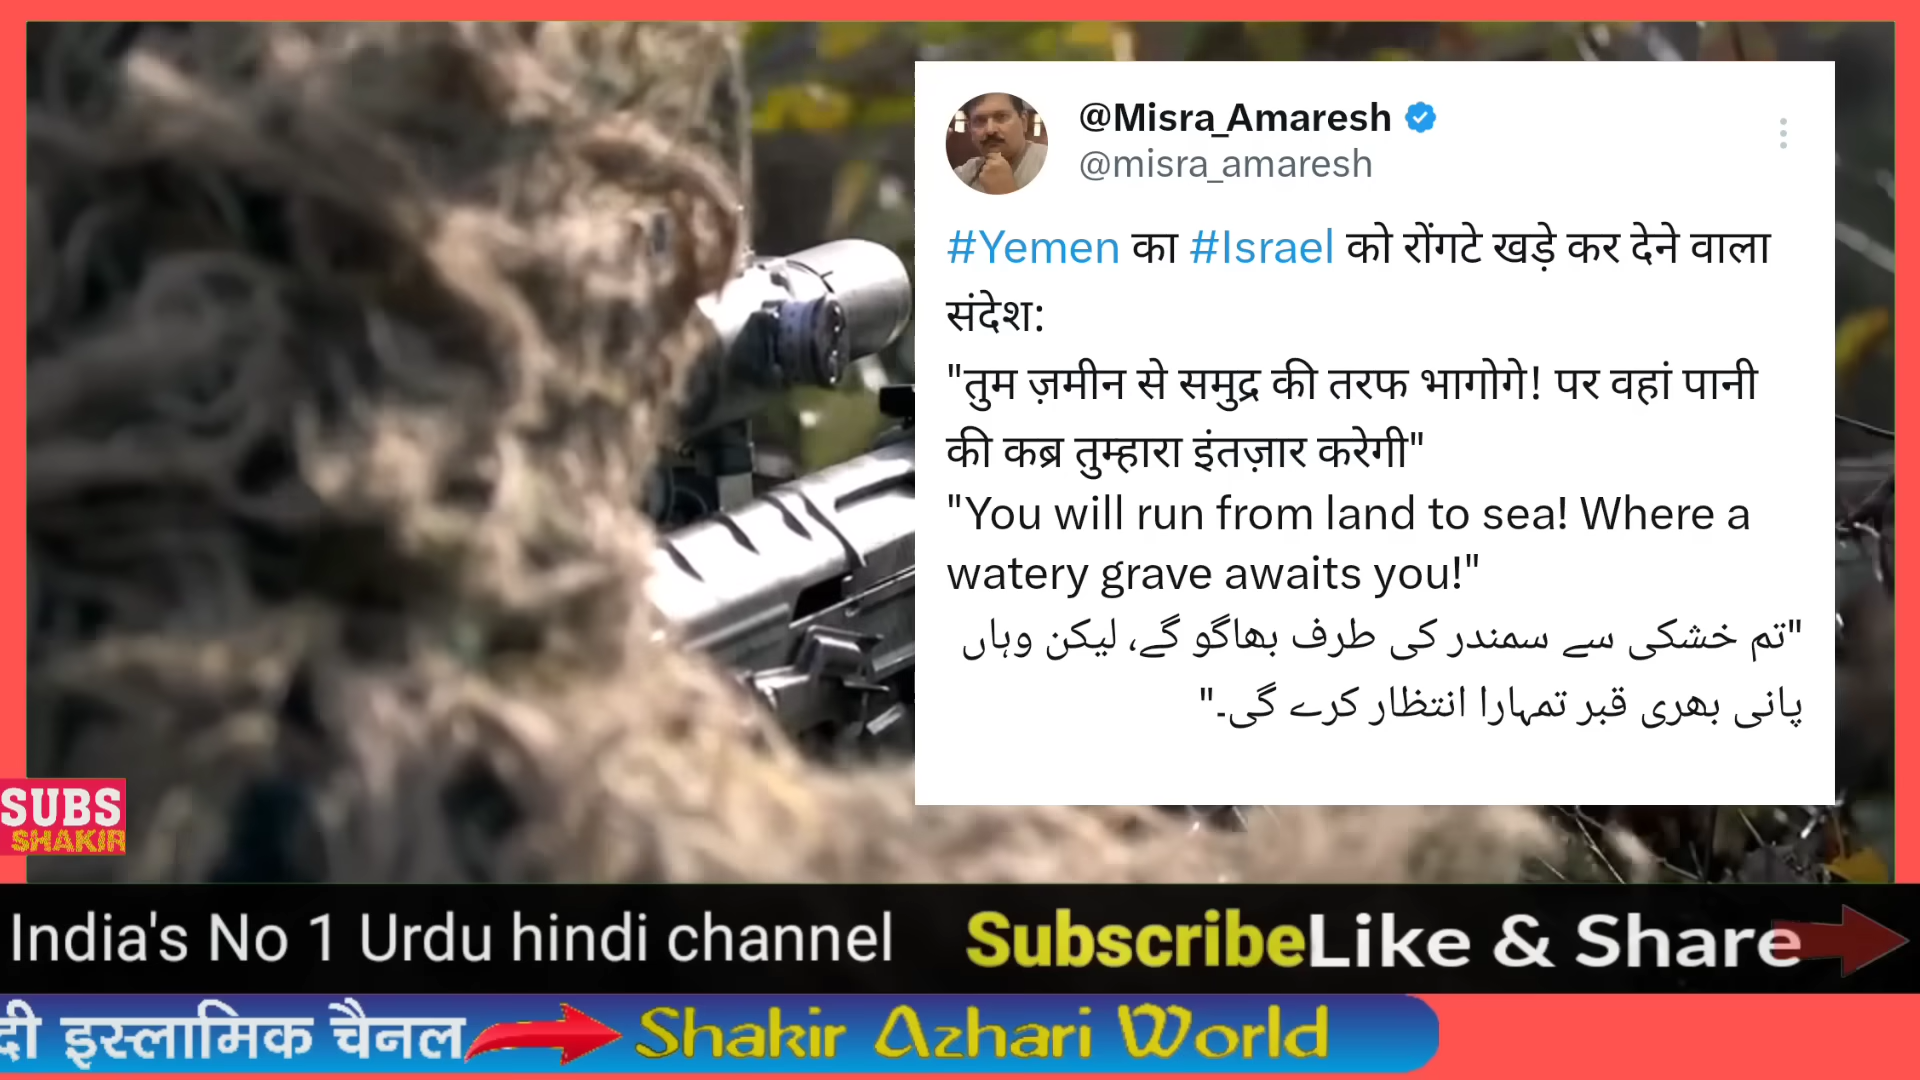 @Misra_Amaresh
@misra_amaresh
#Yemen का #Israel को रोंगटे खड़े कर देने वाला
संदेश:
"तुम ज़मीन से समुद्र की तरफ भागोगे! पर वहां पानी
की कब्र तुम्हारा इंतज़ार करेगी"
"You will run from land to sea! Where a
watery grave awaits you!"
"تم خشکی سے سمندر کی طرف بھاگو گے، لیکن وہاں
پانی بھری قبر تمہارا انتظار کرے گی۔"
SUBS
SHAKIR
India's No 1 Urdu hindi channel SubscribeLike & Share
दी इस्लामिक चैनल Shakir Azhari World